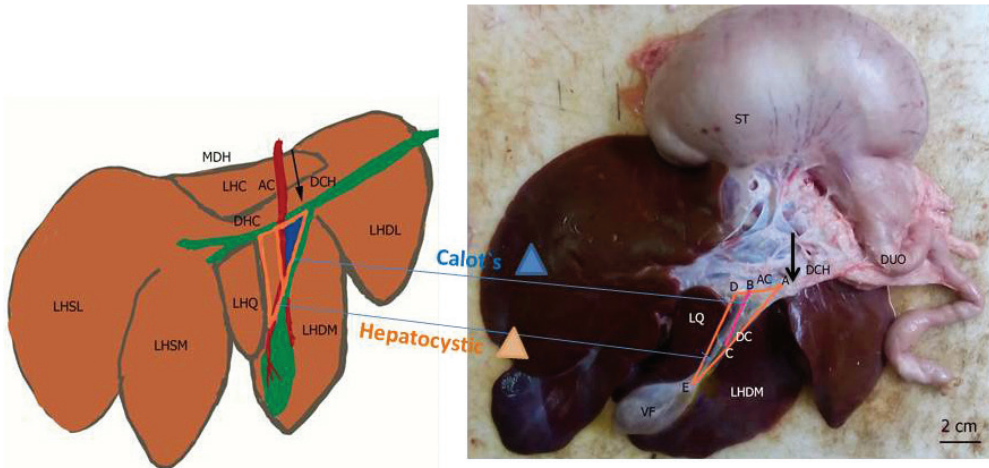 MDH
LHC
AC
DCH
DHC
LHDL
LHSL
LHQ
LHSM
LHDM
Calot`s
Hepatocystic
ST
DUO
DCH
AC
A
D
B
LQ
DC
C
E
VF
LHDM
2 cm